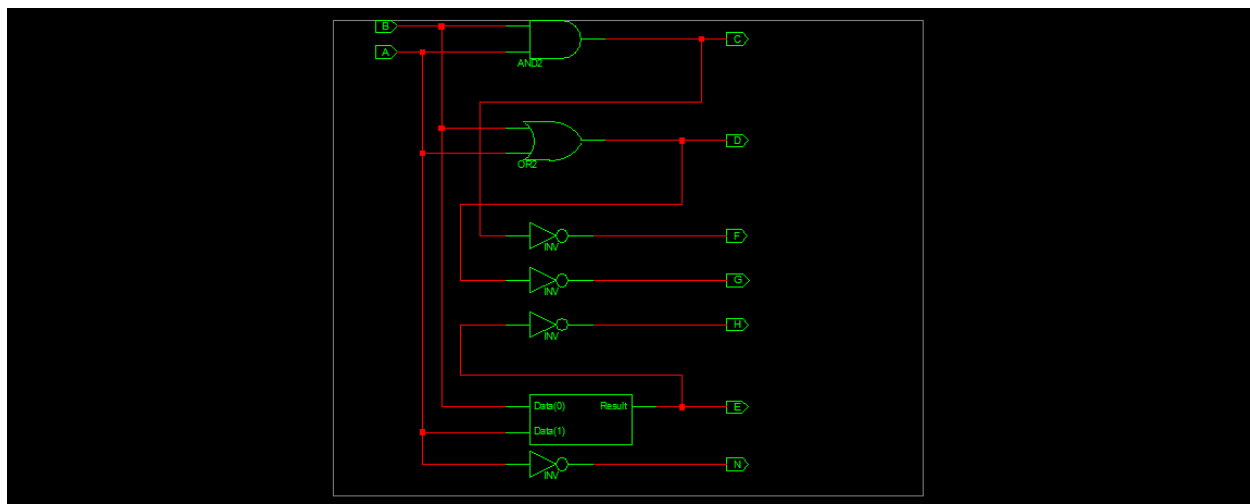 B
C
A
AND2
D
OR2
F
INV
G
INV
H
INV
Data(0) Result
E
Data(1)
N
INV